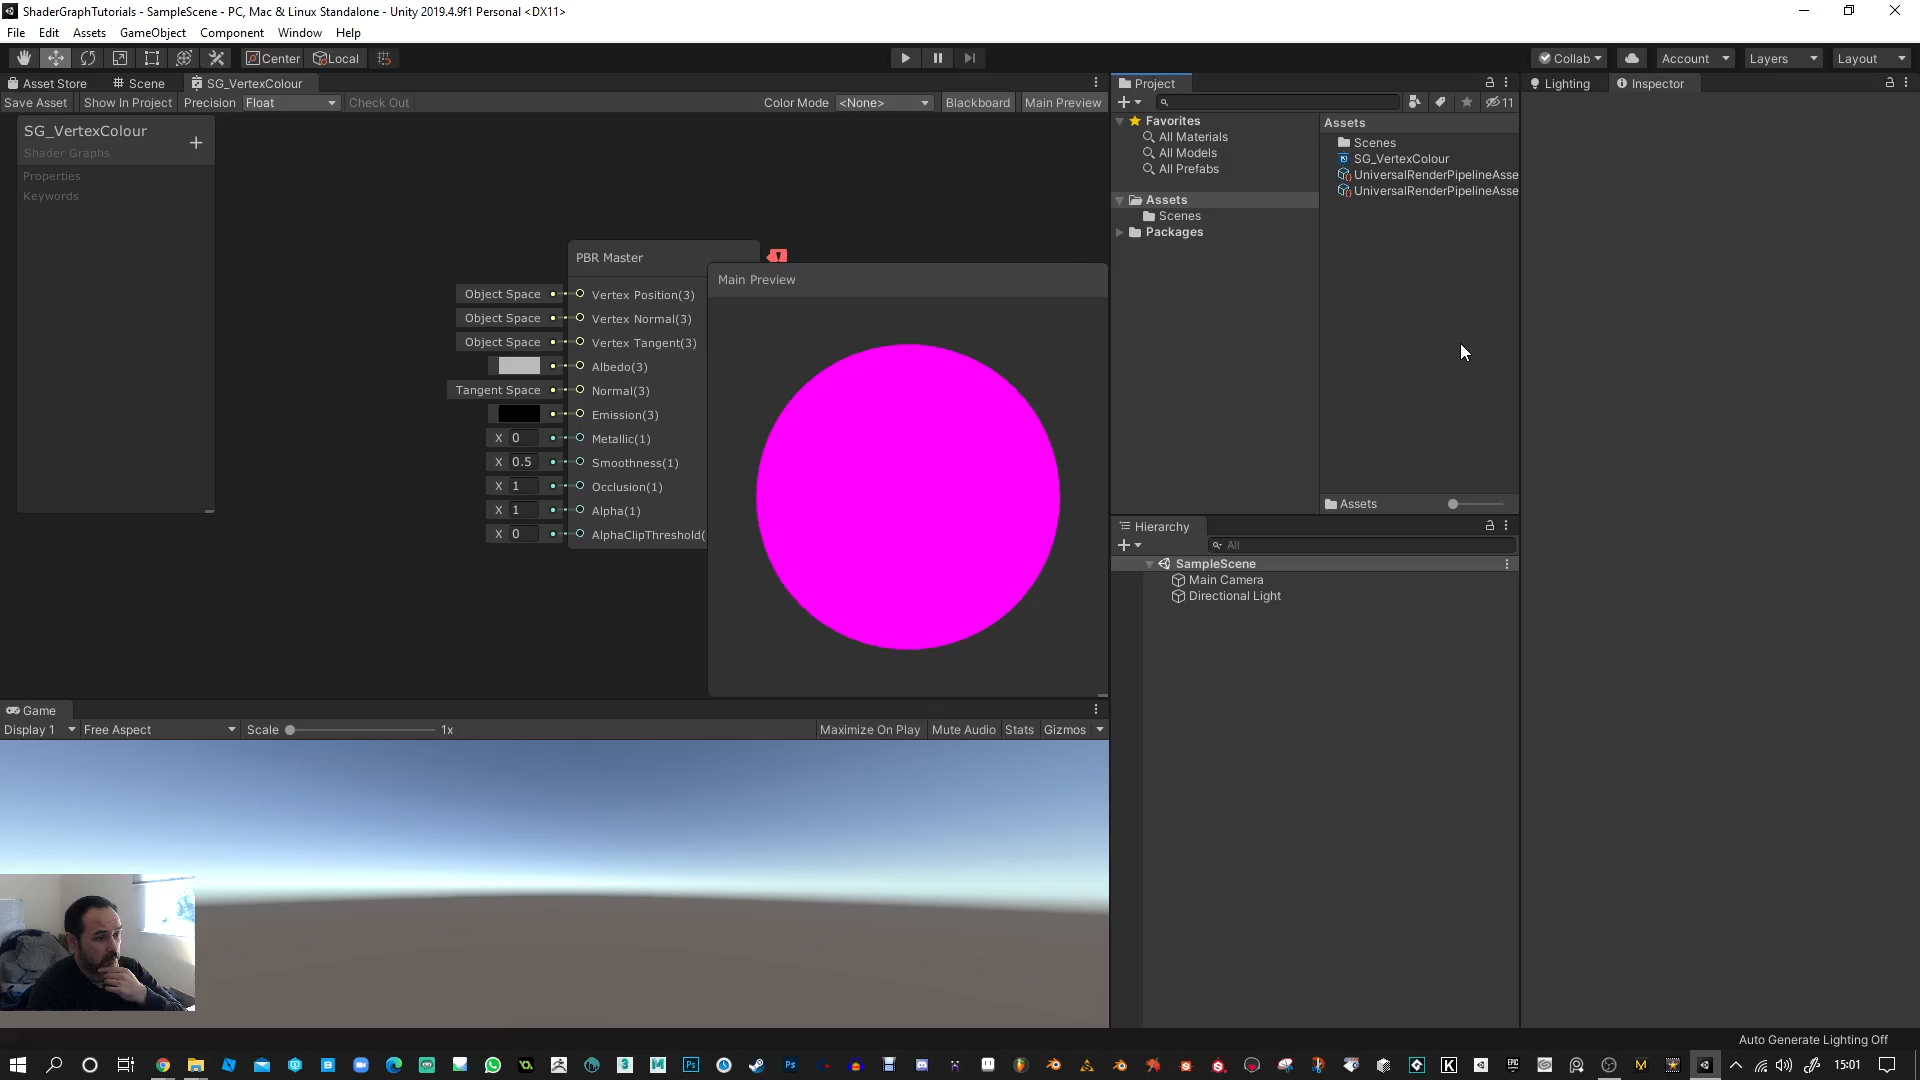 ShaderGraphTutorials - SampleScene - PC, Mac & Linux Standalone - Unity 2019.4.9f1 Personal <DX11>
File Edit Assets GameObject Component Window Help
Center Local Collab Account Layers Layout
Asset Store Scene SG_VertexColour
Save Asset Show In Project Precision Float Check Out Color Mode <None> Blackboard Main Preview
SG_VertexColour
Shader Graphs
Properties
Keywords
PBR Master
Object Space Vertex Position(3)
Object Space Vertex Normal(3)
Object Space Vertex Tangent(3)
Albedo(3)
Tangent Space Normal(3)
Emission(3)
X 0 Metallic(1)
X 0.5 Smoothness(1)
X 1 Occlusion(1)
X 1 Alpha(1)
X 0 AlphaClipThreshold(
Main Preview
Game
Display 1 Free Aspect Scale 1x Maximize On Play Mute Audio Stats Gizmos
Project
11
Favorites
All Materials
All Models
All Prefabs
Assets
Scenes
Packages
Assets
Scenes
SG_VertexColour
UniversalRenderPipelineAsse
UniversalRenderPipelineAsse
Assets
Hierarchy
All
SampleScene
Main Camera
Directional Light
Lighting Inspector
Auto Generate Lighting Off
15:01